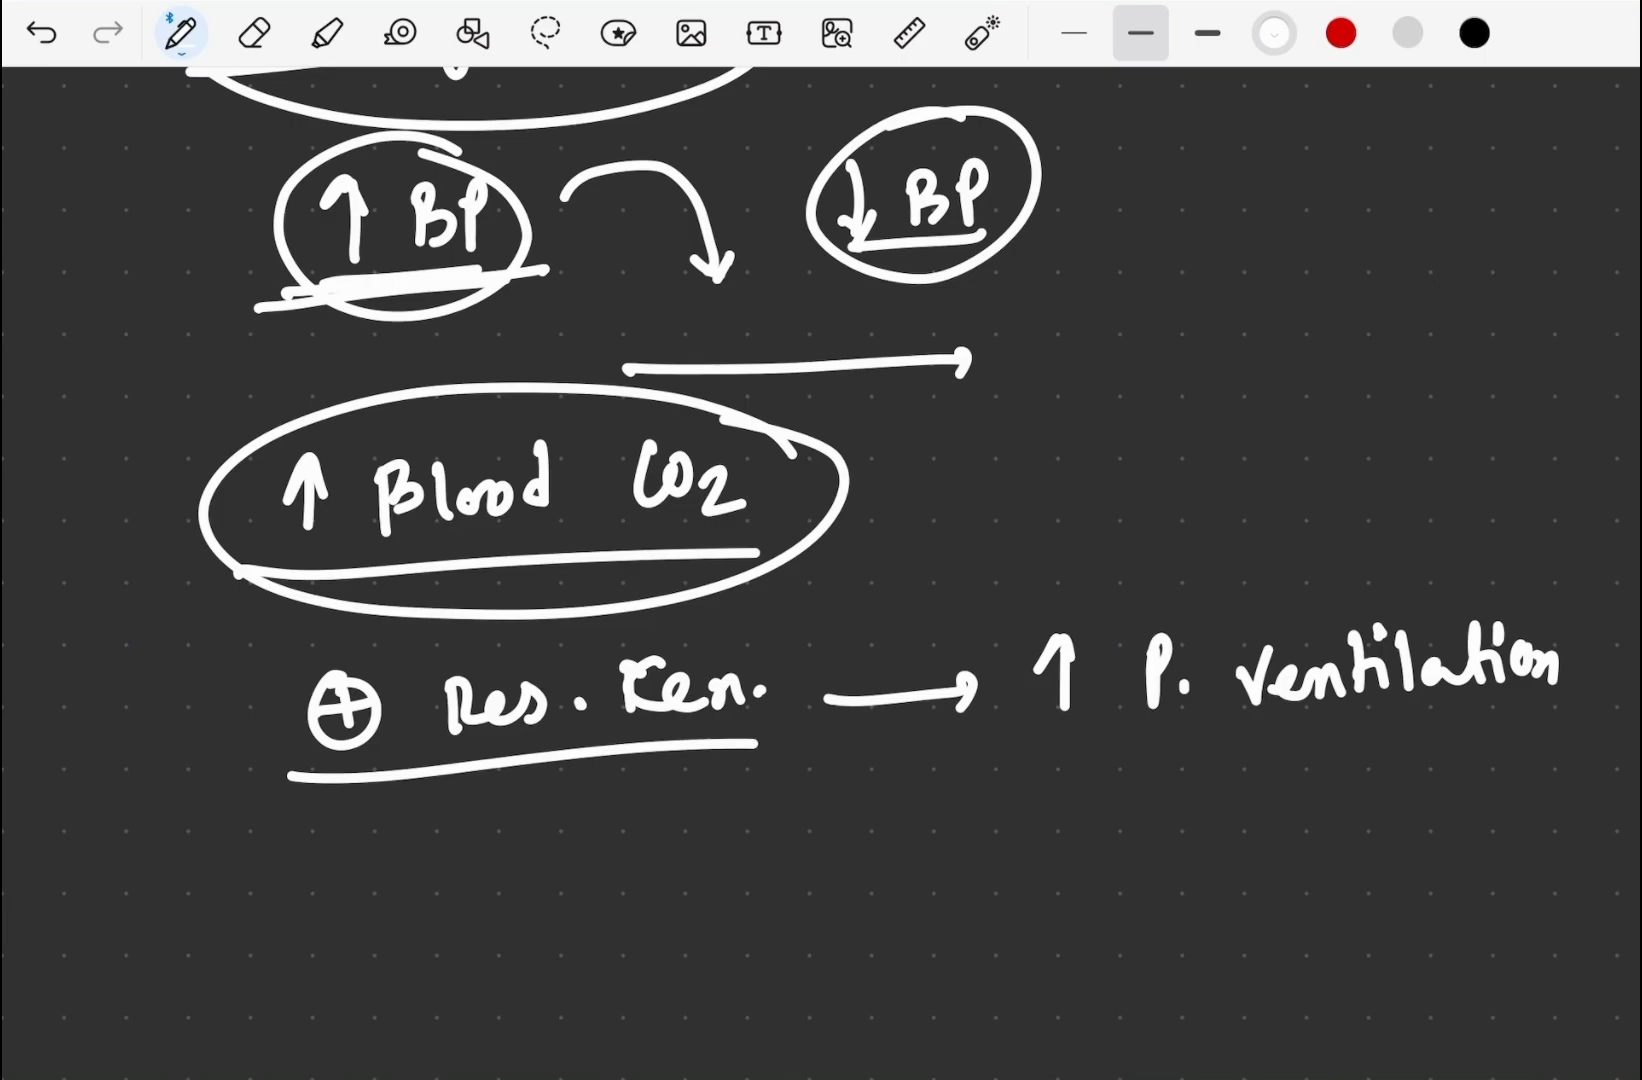 ↑ BP ↓ BP
↑ Blood CO2
⊕ Res. Cen. → ↑ P. ventilation